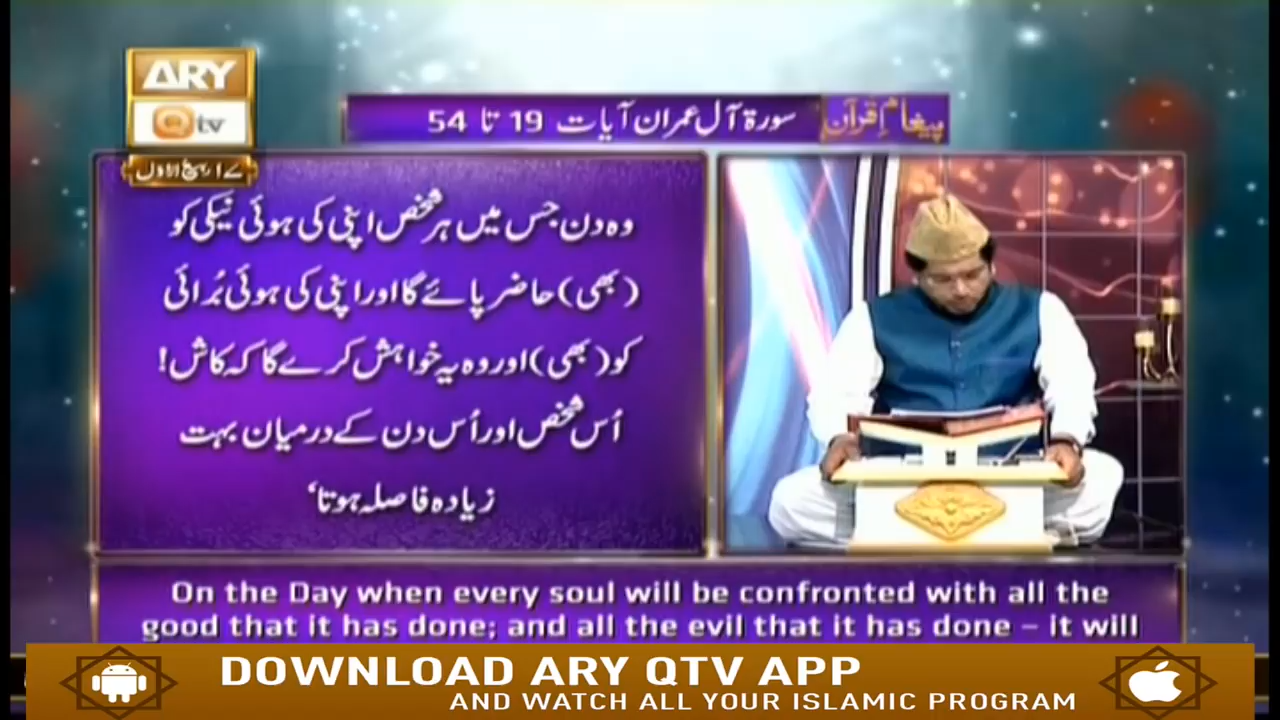 ARY
Qtv
۱۷ ربیع الاول
پیغامِ قرآن
سورۃ آل عمران آیات 19 تا 54
وہ دن جس میں ہر شخص اپنی کی ہوئی نیکی کو
(بھی) حاضر پائے گا اور اپنی کی ہوئی بُرائی
کو (بھی) اور وہ یہ خواہش کرے گا کہ کاش!
اُس شخص اور اُس دن کے درمیان بہت
زیادہ فاصلہ ہوتا‘
On the Day when every soul will be confronted with all the
good that it has done; and all the evil that it has done – it will
DOWNLOAD ARY QTV APP
AND WATCH ALL YOUR ISLAMIC PROGRAM